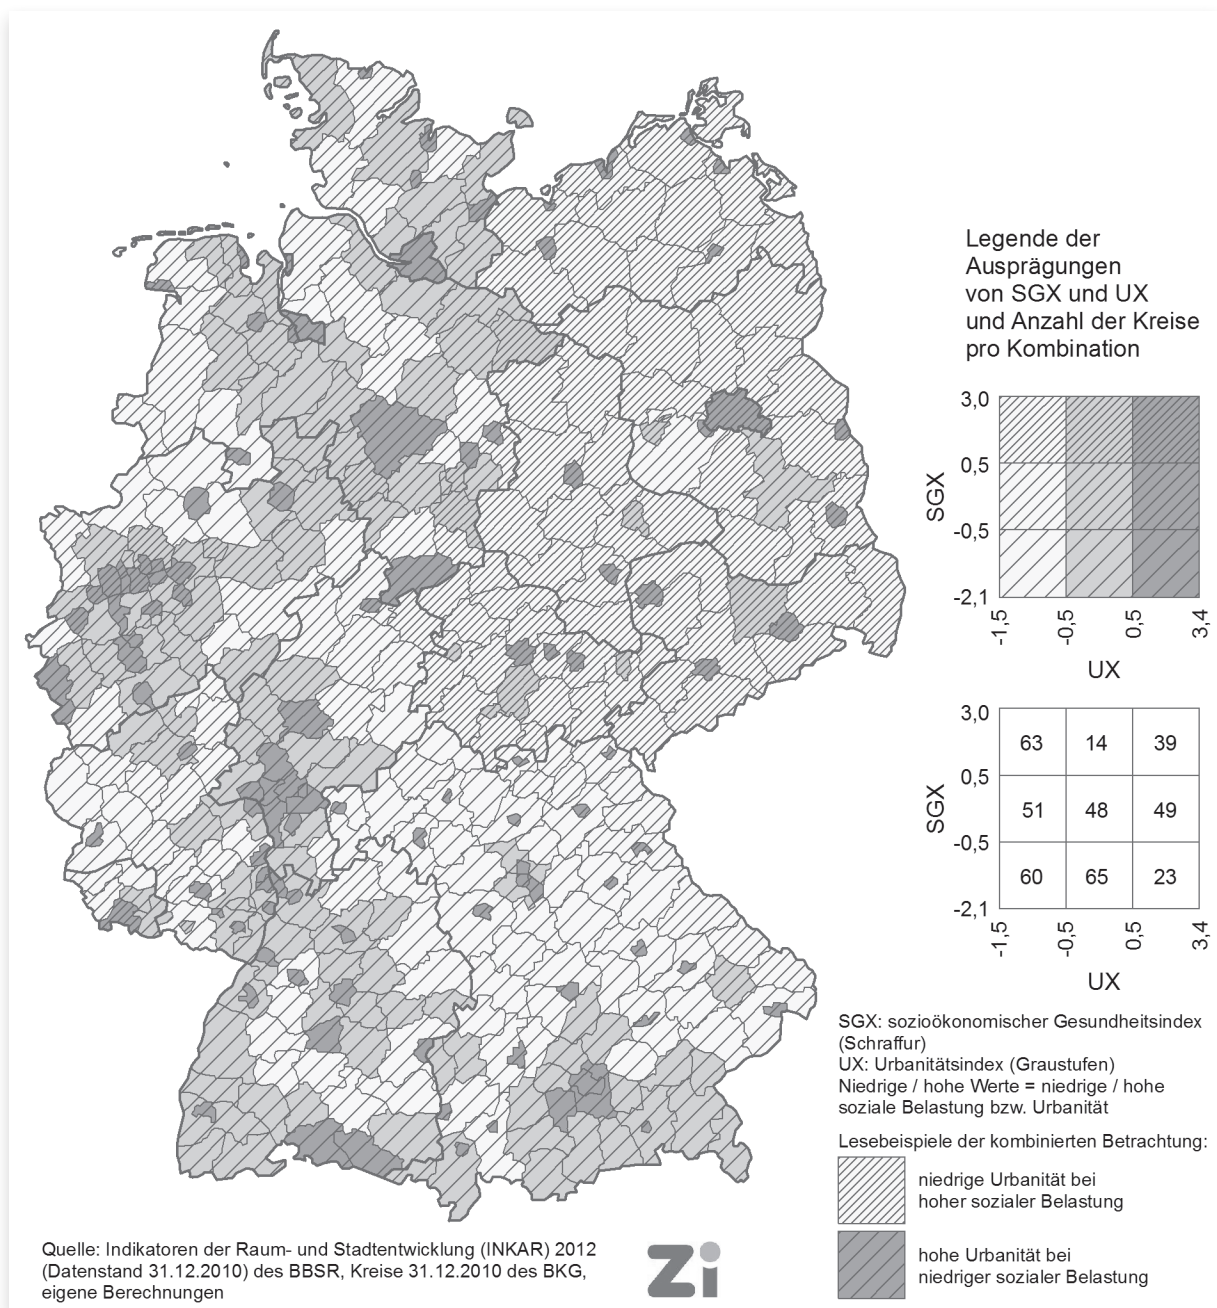 Legende der
Ausprägungen
von SGX und UX
und Anzahl der Kreise
pro Kombination
3,0
0,5
-0,5
-2,1
SGX
-1,5
-0,5
0,5
3,4
UX
3,0
0,5
-0,5
-2,1
SGX
63 14 39
51 48 49
60 65 23
-1,5
-0,5
0,5
3,4
UX
SGX: sozioökonomischer Gesundheitsindex
(Schraffur)
UX: Urbanitätsindex (Graustufen)
Niedrige / hohe Werte = niedrige / hohe
soziale Belastung bzw. Urbanität
Lesebeispiele der kombinierten Betrachtung:
niedrige Urbanität bei
hoher sozialer Belastung
hohe Urbanität bei
niedriger sozialer Belastung
Quelle: Indikatoren der Raum- und Stadtentwicklung (INKAR) 2012
(Datenstand 31.12.2010) des BBSR, Kreise 31.12.2010 des BKG,
eigene Berechnungen
Zi